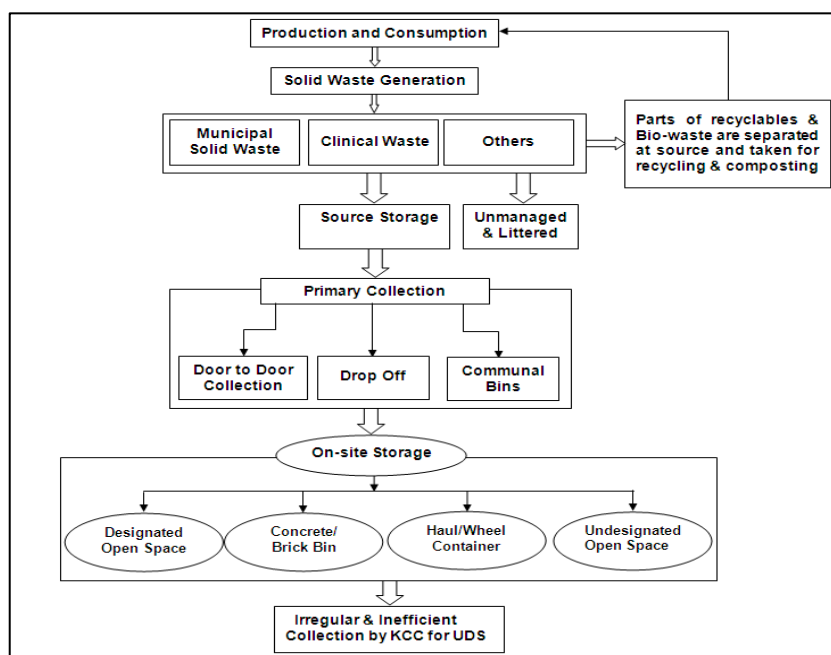 Production and Consumption
Solid Waste Generation
Municipal
Solid Waste
Clinical Waste
Others
Parts of recyclables &
Bio-waste are separated
at source and taken for
recycling & composting
Source Storage
Unmanaged
& Littered
Primary Collection
Door to Door
Collection
Drop Off
Communal
Bins
On-site Storage
Designated
Open Space
Concrete/
Brick Bin
Haul/Wheel
Container
Undesignated
Open Space
Irregular & Inefficient
Collection by KCC for UDS